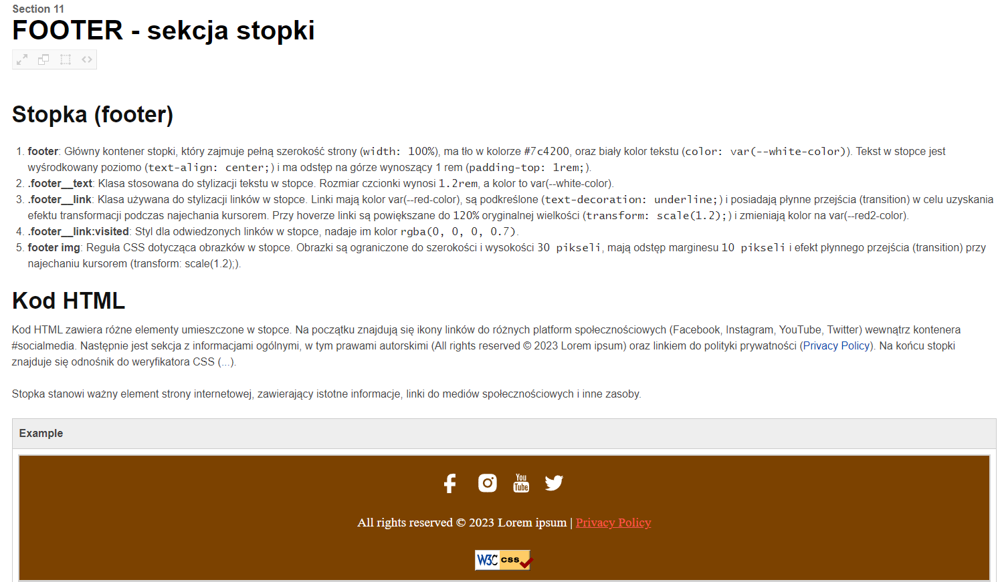 Section 11
FOOTER - sekcja stopki
Stopka (footer)
1. footer: Główny kontener stopki, który zajmuje pełną szerokość strony (width: 100%), ma tło w kolorze #7c4200, oraz biały kolor tekstu (color: var(--white-color)). Tekst w stopce jest
wyśrodkowany poziomo (text-align: center;) i ma odstęp na górze wynoszący 1 rem (padding-top: 1rem;).
2. .footer__text: Klasa stosowana do stylizacji tekstu w stopce. Rozmiar czcionki wynosi 1.2rem, a kolor to var(--white-color).
3. .footer__link: Klasa używana do stylizacji linków w stopce. Linki mają kolor var(--red-color), są podkreślone (text-decoration: underline;) i posiadają płynne przejścia (transition) w celu uzyskania
efektu transformacji podczas najechania kursorem. Przy hoverze linki są powiększane do 120% oryginalnej wielkości (transform: scale(1.2);) i zmieniają kolor na var(--red2-color).
4. .footer__link:visited: Styl dla odwiedzonych linków w stopce, nadaje im kolor rgba(0, 0, 0, 0.7).
5. footer img: Reguła CSS dotycząca obrazków w stopce. Obrazki są ograniczone do szerokości i wysokości 30 pikseli, mają odstęp marginesu 10 pikseli i efekt płynnego przejścia (transition) przy
najechaniu kursorem (transform: scale(1.2);).
Kod HTML
Kod HTML zawiera różne elementy umieszczone w stopce. Na początku znajdują się ikony linków do różnych platform społecznościowych (Facebook, Instagram, YouTube, Twitter) wewnątrz kontenera
#socialmedia. Następnie jest sekcja z informacjami ogólnymi, w tym prawami autorskimi (All rights reserved © 2023 Lorem ipsum) oraz linkiem do polityki prywatności (Privacy Policy). Na końcu stopki
znajduje się odnośnik do weryfikatora CSS (...).
Stopka stanowi ważny element strony internetowej, zawierający istotne informacje, linki do mediów społecznościowych i inne zasoby.
Example
You
Tube
All rights reserved © 2023 Lorem ipsum | Privacy Policy
W3C css